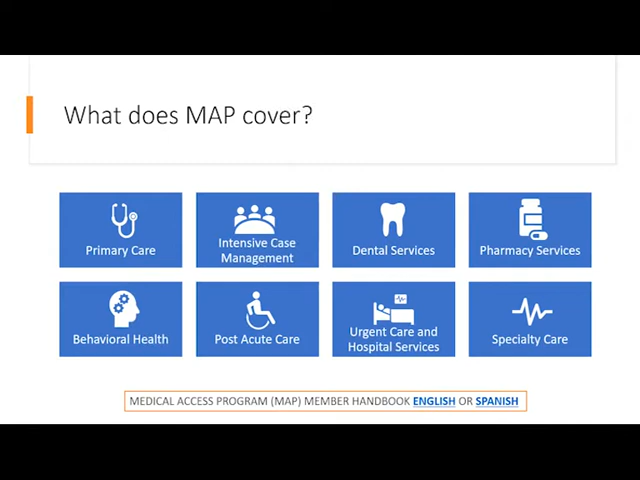 What does MAP cover?
Primary Care
Intensive Case
Management
Dental Services
Pharmacy Services
Behavioral Health
Post Acute Care
Urgent Care and
Hospital Services
Specialty Care
MEDICAL ACCESS PROGRAM (MAP) MEMBER HANDBOOK ENGLISH OR SPANISH